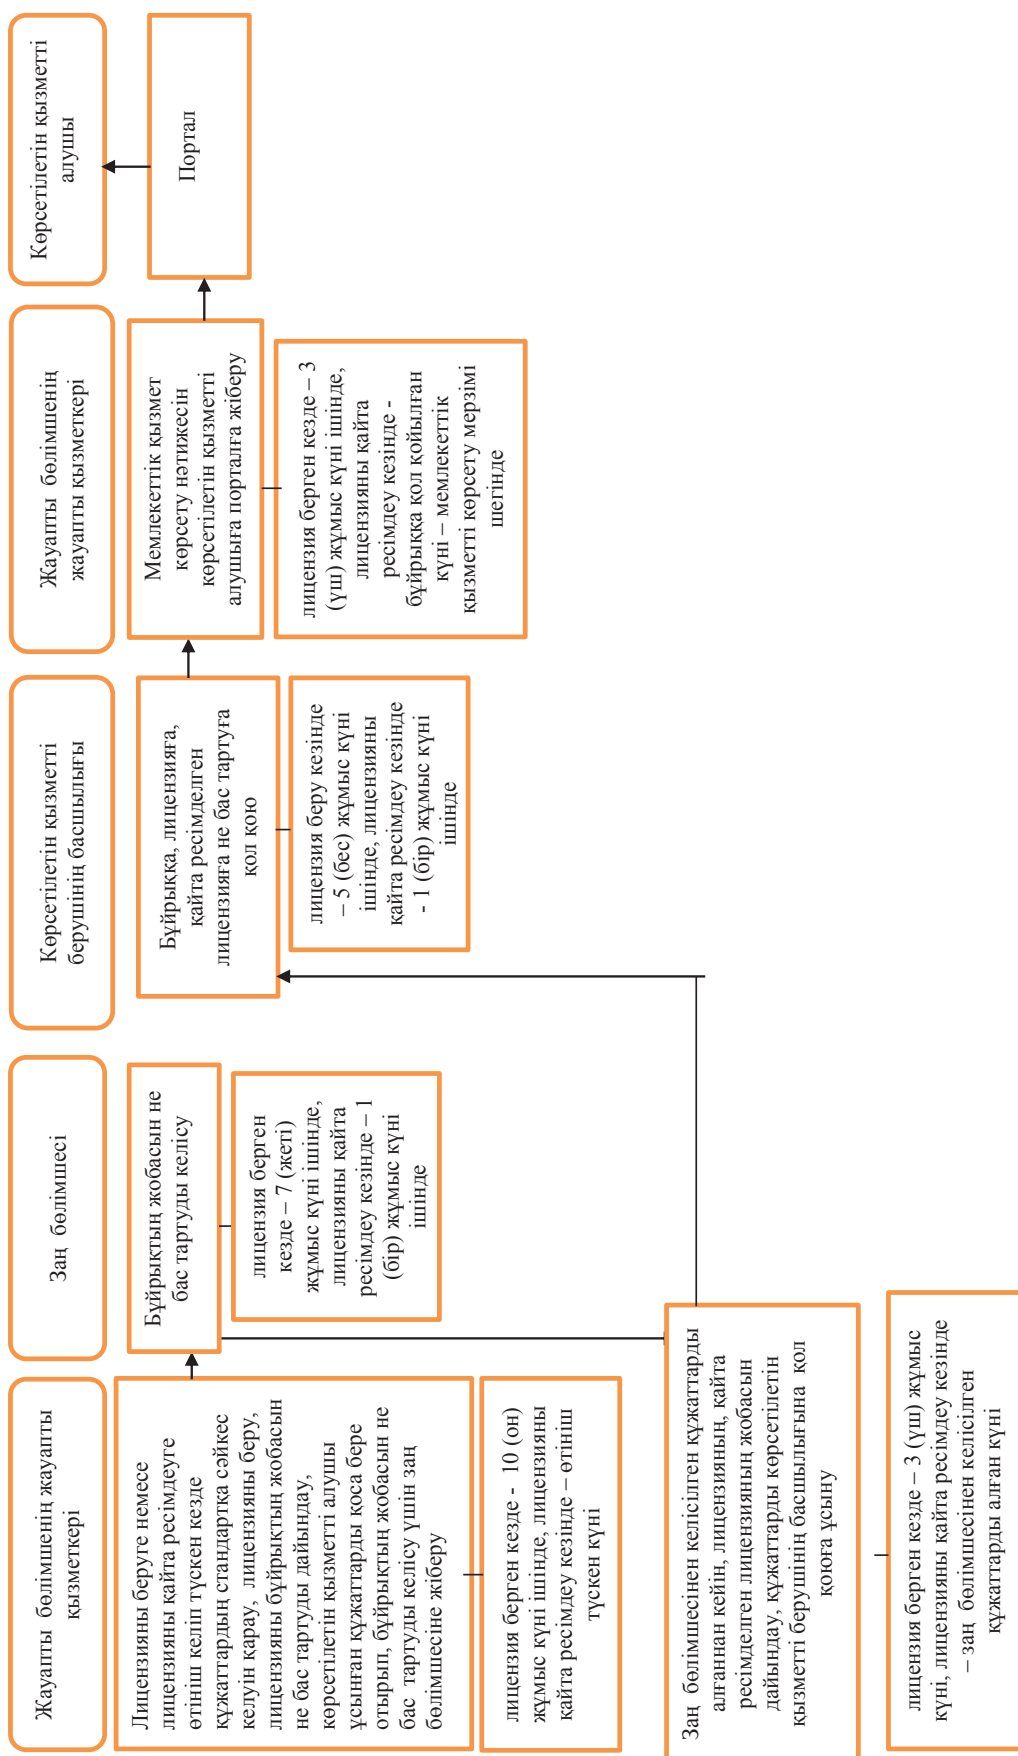 Жауапты бөлімшенің жауапты
қызметкері
Заң бөлімшесі
Көрсетілетін қызметті
берушінің басшылығы
Жауапты бөлімшенің
жауапты қызметкері
Көрсетілетін қызметті
алушы
Лицензияны беруге немесе
лицензияны қайта ресімдеуге
өтініш келіп түскен кезде
құжаттардың стандартқа сәйкес
келуін қарау, лицензияны беру,
лицензияны бұйрықтың жобасын
не бас тартуды дайындау,
көрсетілетін қызметті алушы
ұсынған құжаттарды қоса бере
отырып, бұйрықтың жобасын не
бас тартуды келісу үшін заң
бөлімшесіне жіберу
лицензия берген кезде - 10 (он)
жұмыс күні ішінде, лицензияны
қайта ресімдеу кезінде – өтініш
түскен күні
Бұйрықтың жобасын не
бас тартуды келісу
лицензия берген
кезде – 7 (жеті)
жұмыс күні ішінде,
лицензияны қайта
ресімдеу кезінде – 1
(бір) жұмыс күні
ішінде
Заң бөлімшесінен келісілген құжаттарды
алғаннан кейін, лицензияның, қайта
ресімделген лицензияның жобасын
дайындау, құжаттарды көрсетілетін
қызметті берушінің басшылығына қол
қоюға ұсыну
лицензия берген кезде – 3 (үш) жұмыс
күні, лицензияны қайта ресімдеу кезінде
– заң бөлімшесінен келісілген
құжаттарды алған күні
Бұйрыққа, лицензияға,
қайта ресімделген
лицензияға не бас тартуға
қол қою
лицензия беру кезінде
– 5 (бес) жұмыс күні
ішінде, лицензияны
қайта ресімдеу кезінде
- 1 (бір) жұмыс күні
ішінде
Мемлекеттік қызмет
көрсету нәтижесін
көрсетілетін қызметті
алушыға порталға жіберу
лицензия берген кезде – 3
(үш) жұмыс күні ішінде,
лицензияны қайта
ресімдеу кезінде -
бұйрыққа қол қойылған
күні – мемлекеттік
қызметті көрсету мерзімі
шегінде
Портал